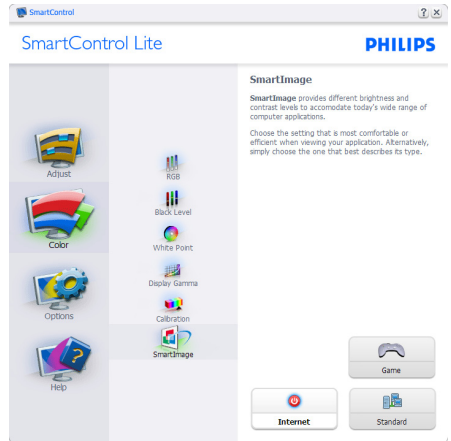 SmartControl
SmartControl Lite
PHILIPS
Adjust
Color
Options
Help
RGB
Black Level
White Point
Display Gamma
Calibration
SmartImage
SmartImage
SmartImage provides different brightness and
contrast levels to accomodate today's wide range of
computer applications.
Choose the setting that is most comfortable or
efficient when viewing your application. Alternatively,
simply choose the one that best describes its type.
Game
Internet
Standard